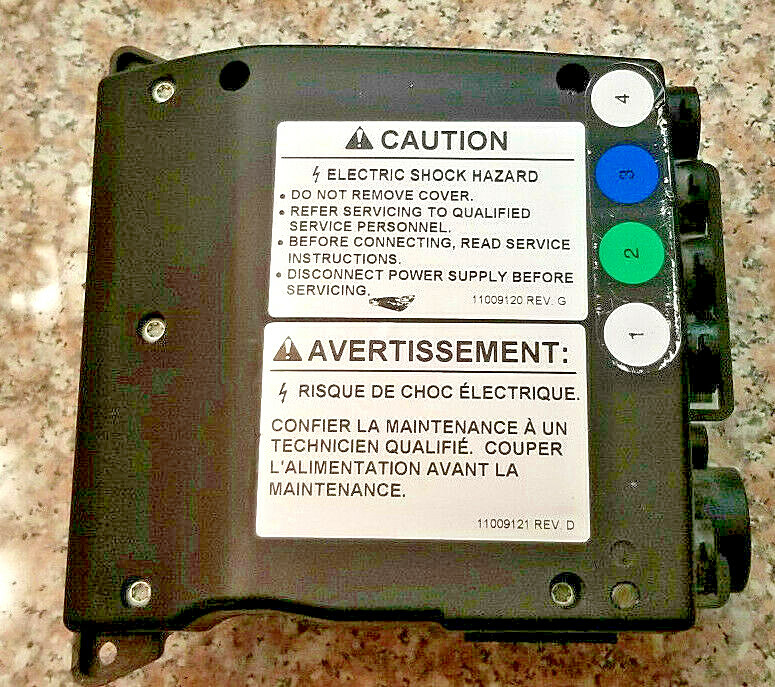 CAUTION
ELECTRIC SHOCK HAZARD
• DO NOT REMOVE COVER.
• REFER SERVICING TO QUALIFIED
SERVICE PERSONNEL.
• BEFORE CONNECTING, READ SERVICE
INSTRUCTIONS.
• DISCONNECT POWER SUPPLY BEFORE
SERVICING.
11009120 REV. G
AVERTISSEMENT:
RISQUE DE CHOC ÉLECTRIQUE.
CONFIER LA MAINTENANCE À UN
TECHNICIEN QUALIFIÉ. COUPER
L'ALIMENTATION AVANT LA
MAINTENANCE.
11009121 REV. D
4
3
2
1